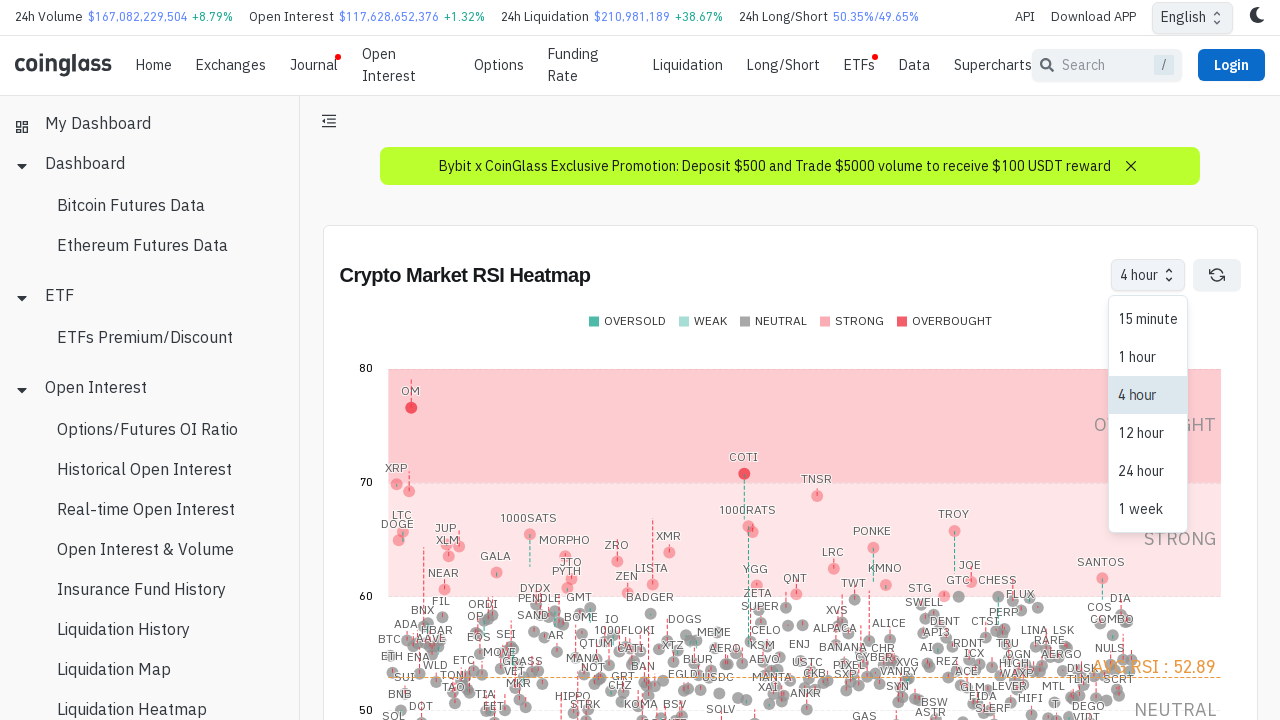 24h Volume $167,082,229,504 +8.79% Open Interest $117,628,652,376 +1.32% 24h Liquidation $210,981,189 +38.67% 24h Long/Short 50.35%/49.65% API Download APP English
coinglass Home Exchanges Journal Open Interest Options Funding Rate Liquidation Long/Short ETFs Data Supercharts Search / Login
My Dashboard
Dashboard
Bitcoin Futures Data
Ethereum Futures Data
ETF
ETFs Premium/Discount
Open Interest
Options/Futures OI Ratio
Historical Open Interest
Real-time Open Interest
Open Interest & Volume
Insurance Fund History
Liquidation History
Liquidation Map
Liquidation Heatmap
Bybit x CoinGlass Exclusive Promotion: Deposit $500 and Trade $5000 volume to receive $100 USDT reward
Crypto Market RSI Heatmap
4 hour
15 minute
1 hour
4 hour
12 hour
24 hour
1 week
OVERSOLD WEAK NEUTRAL STRONG OVERBOUGHT
80
OM
COTI
XRP
70
TNSR
LTC
DOGE
1000SATS
1000RATS
TROY
JUP
XLM
MORPHO
ZRO
XMR
PONKE
STRONG
GALA
JTO
PYTH
LISTA
YGG
LRC
KMNO
JQE
SANTOS
NEAR
ZEN
QNT
TWT
GTC
CHESS
60
FIL
DYDX
PENDLE
GMT
BADGER
ZETA
SUPER
STG
SWELL
FLUX
DIA
BNX
ORDI
OP
SAND
BOME
IO
DOGS
XVS
PERP
COS
COMBO
ADA
HBAR
SEI
AR
1000FLOKI
MEME
CELO
ALPACA
ALICE
DENT
API3
CTSI
LINA
LSK
BTC
AAVE
EOS
QTUM
CATI
XTZ
AERO
KSM
ENJ
BANANA
CHR
AI
RDNT
TRU
RARE
NULS
ETH
ENA
WLD
ETC
MOVE
GRASS
MANA
NOT
BAN
BLUR
AEVO
USTC
PIXEL
CYBER
XVG
REZ
ICX
OGN
HIGH
AERGO
AVG RSI : 52.89
SUI
TON
TAO
VET
MKR
GRT
CHZ
EGLD
USDC
MANTA
XAI
CKB
SXP
VANRY
SYN
ACE
GLM
WAXP
LEVER
MTL
DUSK
TLM
SCRT
BNB
DOT
TIA
FET
HIPPO
STRK
KOMA
BSV
SOLV
ANKR
GAS
BSW
ASTR
FIDA
SLERF
HIFI
T
DEGO
VIDT
NEUTRAL
50
SOL